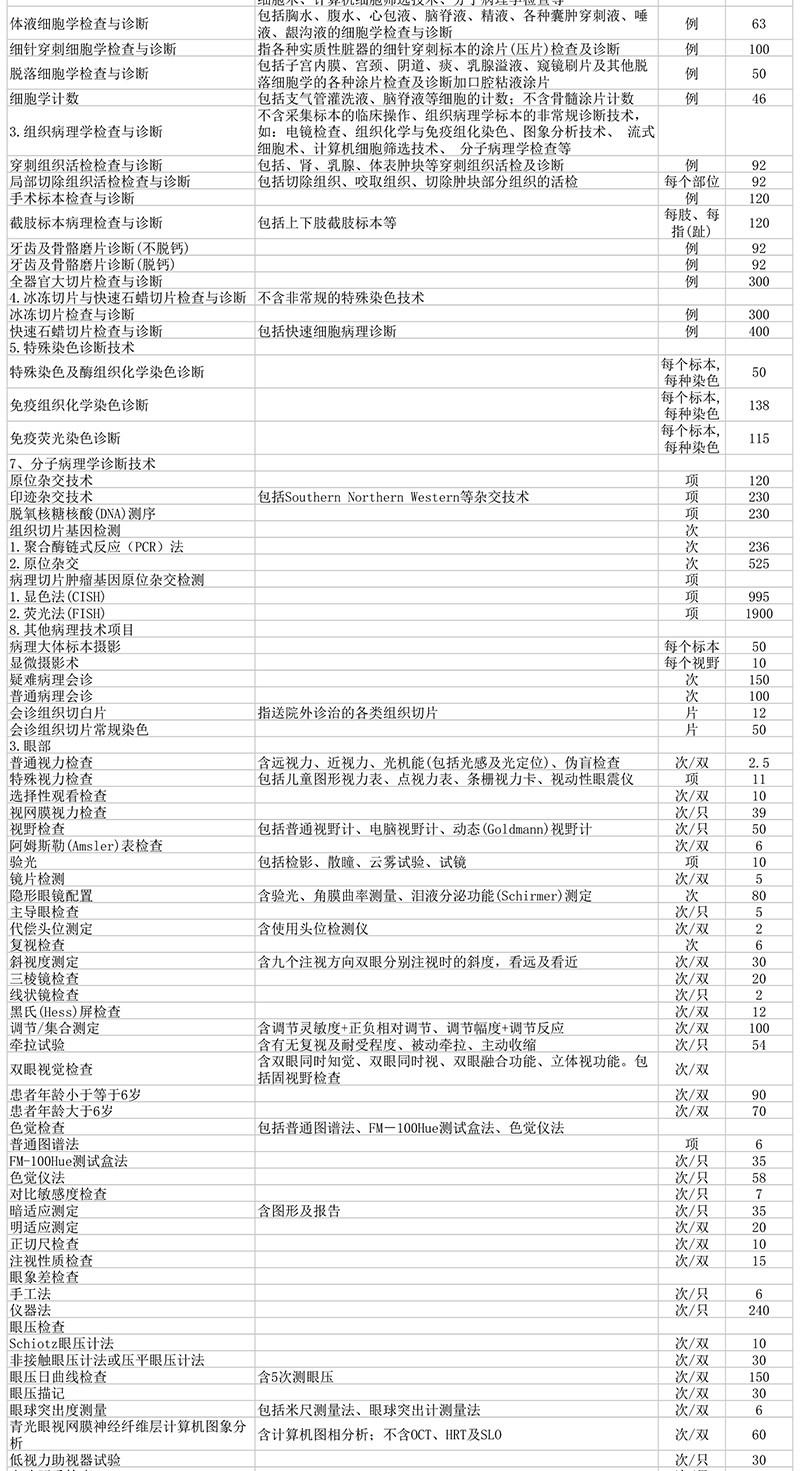 体液细胞学检查与诊断 包括胸水、腹水、心包液、脑脊液、精液、各种囊肿穿刺液、唾 例 63
液、龈沟液的细胞学检查与诊断
细针穿刺细胞学检查与诊断 指各种实质性脏器的细针穿刺标本的涂片(压片)检查及诊断 例 100
脱落细胞学检查与诊断 包括子宫内膜、宫颈、阴道、痰、乳腺溢液、窥镜刷片及其他脱 例 50
落细胞学的各种涂片检查及诊断加口腔粘液涂片
细胞学计数 包括支气管灌洗液、脑脊液等细胞的计数；不含骨髓涂片计数 例 46
3.组织病理学检查与诊断 不含采集标本的临床操作、组织病理学标本的非常规诊断技术,
如: 电镜检查、组织化学与免疫组化染色、图象分析技术、 流式
细胞术、计算机细胞筛选技术、 分子病理学检查等
穿刺组织活检检查与诊断 包括、肾、乳腺、体表肿块等穿刺组织活检及诊断 例 92
局部切除组织活检检查与诊断 包括切除组织、咬取组织、切除肿块部分组织的活检 每个部位 92
手术标本检查与诊断 例 120
截肢标本病理检查与诊断 包括上下肢截肢标本等 每肢、每 120
指(趾)
牙齿及骨骼磨片诊断(不脱钙) 例 92
牙齿及骨骼磨片诊断(脱钙) 例 92
全器官大切片检查与诊断 例 300
4.冰冻切片与快速石蜡切片检查与诊断 不含非常规的特殊染色技术
冰冻切片检查与诊断 例 300
快速石蜡切片检查与诊断 包括快速细胞病理诊断 例 400
5.特殊染色诊断技术
特殊染色及酶组织化学染色诊断 每个标本, 50
每种染色
免疫组织化学染色诊断 每个标本, 138
每种染色
免疫荧光染色诊断 每个标本, 115
每种染色
7、分子病理学诊断技术
原位杂交技术 项 120
印迹杂交技术 包括Southern Northern Western等杂交技术 项 230
脱氧核糖核酸(DNA)测序 项 230
组织切片基因检测 次
1.聚合酶链式反应（PCR）法 次 236
2.原位杂交 次 525
病理切片肿瘤基因原位杂交检测 项
1.显色法(CISH) 项 995
2.荧光法(FISH) 项 1900
8.其他病理技术项目
病理大体标本摄影 每个标本 50
显微摄影术 每个视野 10
疑难病理会诊 次 150
普通病理会诊 次 100
会诊组织切白片 指送院外诊治的各类组织切片 片 12
会诊组织切片常规染色 片 50
3.眼部
普通视力检查 含远视力、近视力、光机能(包括光感及光定位)、伪盲检查 次/双 2.5
特殊视力检查 包括儿童图形视力表、点视力表、条栅视力卡、视动性眼震仪 项 11
选择性观看检查 次/双 10
视网膜视力检查 次/只 39
视野检查 包括普通视野计、电脑视野计、动态(Goldmann)视野计 次/只 50
阿姆斯勒(Amsler)表检查 次/双 6
验光 包括检影、散瞳、云雾试验、试镜 项 10
镜片检测 次/双 5
隐形眼镜配置 含验光、角膜曲率测量、泪液分泌功能(Schirmer)测定 次 80
主导眼检查 次/只 5
代偿头位测定 含使用头位检测仪 次/双 2
复视检查 次 6
斜视度测定 含九个注视方向双眼分别注视时的斜度, 看远及看近 次/双 30
三棱镜检查 次/双 20
线状镜检查 次/只 2
黑氏(Hess)屏检查 次/双 12
调节/集合测定 含调节灵敏度+正负相对调节、调节幅度+调节反应 次/双 100
牵拉试验 含有无复视及耐受程度、被动牵拉、主动收缩 次/只 54
双眼视觉检查 含双眼同时知觉、双眼同时视、双眼融合功能、立体视功能。包 次/双
括固视野检查
患者年龄小于等于6岁 次/双 90
患者年龄大于6岁 次/双 70
色觉检查 包括普通图谱法、FM－100Hue测试盒法、色觉仪法
普通图谱法 项 6
FM-100Hue测试盒法 次/只 35
色觉仪法 次/只 58
对比敏感度检查 次/只 7
暗适应测定 含图形及报告 次/只 35
明适应测定 次/双 20
正切尺检查 次/双 10
注视性质检查 次/双 15
眼象差检查
手工法 次/只 6
仪器法 次/只 240
眼压检查
Schiotz眼压计法 次/双 10
非接触眼压计法或压平眼压计法 次/双 30
眼压日曲线检查 含5次测眼压 次/双 150
眼压描记 次/双 30
眼球突出度测量 包括米尺测量法、眼球突出计测量法 次/双 6
青光眼视网膜神经纤维层计算机图象分 含计算机图相分析；不含OCT、HRT及SLO 次/双 60
析
低视力助视器试验 次/只 30